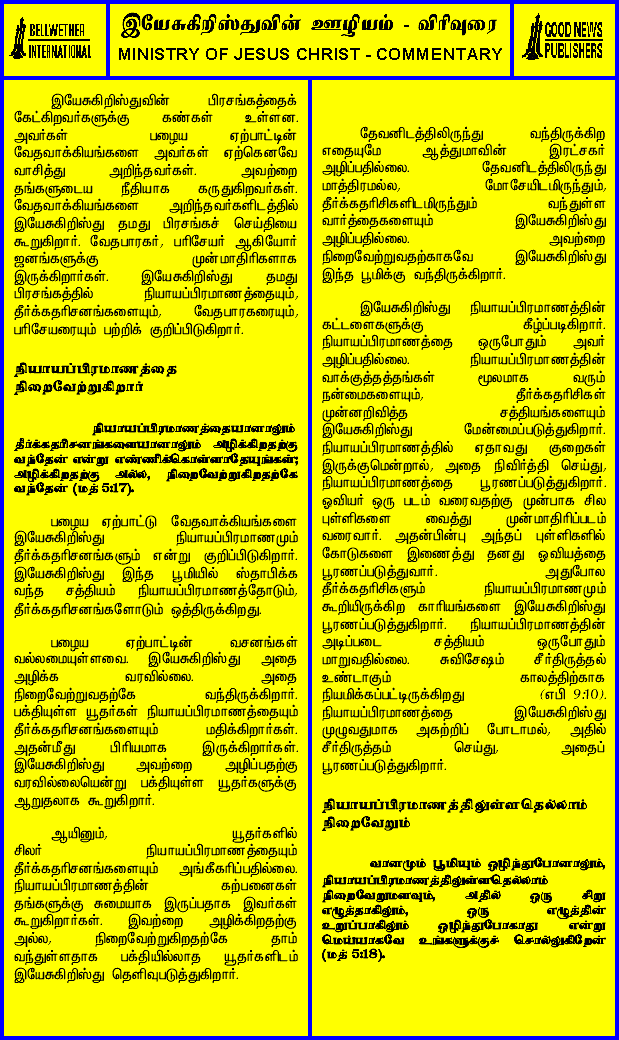 BELLWETHER
INTERNATIONAL
இயேசுகிறிஸ்துவின் ஊழியம் - விரிவுரை
MINISTRY OF JESUS CHRIST - COMMENTARY
GOOD NEWS
PUBLISHERS
இயேசுகிறிஸ்துவின் பிரசங்கத்தைக்
கேட்கிறவர்களுக்கு கண்கள் உள்ளன.
அவர்கள் பழைய ஏற்பாட்டின்
வேதவாக்கியங்களை அவர்கள் ஏற்கெனவே
வாசித்து அறிந்தவர்கள். அவற்றை
தங்களுடைய நீதியாக கருதுகிறவர்கள்.
வேதவாக்கியங்களை அறிந்தவர்களிடத்தில்
இயேசுகிறிஸ்து தமது பிரசங்கச் செய்தியை
கூறுகிறார். வேதபாரகர், பரிசேயர் ஆகியோர்
ஜனங்களுக்கு முன்மாதிரிகளாக
இருக்கிறார்கள். இயேசுகிறிஸ்து தமது
பிரசங்கத்தில் நியாயப்பிரமாணத்தையும்,
தீர்க்கதரிசனங்களையும், வேதபாரகரையும்,
பரிசேயரையும் பற்றிக் குறிப்பிடுகிறார்.
நியாயப்பிரமாணத்தை
நிறைவேற்றுகிறார்
நியாயப்பிரமாணத்தையானாலும்
தீர்க்கதரிசனங்களையானாலும் அழிக்கிறதற்கு
வந்தேன் என்று எண்ணிக்கொள்ளாதேயுங்கள்;
அழிக்கிறதற்கு அல்ல, நிறைவேற்றுகிறதற்கே
வந்தேன் (மத் 5:17).
பழைய ஏற்பாட்டு வேதவாக்கியங்களை
இயேசுகிறிஸ்து நியாயப்பிரமாணமும்
தீர்க்கதரிசனங்களும் என்று குறிப்பிடுகிறார்.
இயேசுகிறிஸ்து இந்த பூமியில் ஸ்தாபிக்க
வந்த சத்தியம் நியாயப்பிரமாணத்தோடும்,
தீர்க்கதரிசனங்களோடும் ஒத்திருக்கிறது.
பழைய ஏற்பாட்டின் வசனங்கள்
வல்லமையுள்ளவை. இயேசுகிறிஸ்து அதை
அழிக்க வரவில்லை. அதை
நிறைவேற்றுவதற்கே வந்திருக்கிறார்.
பக்தியுள்ள யூதர்கள் நியாயப்பிரமாணத்தையும்
தீர்க்கதரிசனங்களையும் மதிக்கிறார்கள்.
அதன்மீது பிரியமாக இருக்கிறார்கள்.
இயேசுகிறிஸ்து அவற்றை அழிப்பதற்கு
வரவில்லையென்று பக்தியுள்ள யூதர்களுக்கு
ஆறுதலாக கூறுகிறார்.
ஆயினும், யூதர்களில்
சிலர் நியாயப்பிரமாணத்தையும்
தீர்க்கதரிசனங்களையும் அங்கீகரிப்பதில்லை.
நியாயப்பிரமாணத்தின் கற்பனைகள்
தங்களுக்கு சுமையாக இருப்பதாக இவர்கள்
கூறுகிறார்கள். இவற்றை அழிக்கிறதற்கு
அல்ல, நிறைவேற்றுகிறதற்கே தாம்
வந்துள்ளதாக பக்தியில்லாத யூதர்களிடம்
இயேசுகிறிஸ்து தெளிவுபடுத்துகிறார்.
தேவனிடத்திலிருந்து வந்திருக்கிற
எதையுமே ஆத்துமாவின் இரட்சகர்
அழிப்பதில்லை. தேவனிடத்திலிருந்து
மாத்திரமல்ல, மோசேயிடமிருந்தும்,
தீர்க்கதரிசிகளிடமிருந்தும் வந்துள்ள
வார்த்தைகளையும் இயேசுகிறிஸ்து
அழிப்பதில்லை. அவற்றை
நிறைவேற்றுவதற்காகவே இயேசுகிறிஸ்து
இந்த பூமிக்கு வந்திருக்கிறார்.
இயேசுகிறிஸ்து நியாயப்பிரமாணத்தின்
கட்டளைகளுக்கு கீழ்ப்படிகிறார்.
நியாயப்பிரமாணத்தை ஒருபோதும் அவர்
அழிப்பதில்லை. நியாயப்பிரமாணத்தின்
வாக்குத்தத்தங்கள் மூலமாக வரும்
நன்மைகளையும், தீர்க்கதரிசிகள்
முன்னறிவித்த சத்தியங்களையும்
இயேசுகிறிஸ்து மேன்மைப்படுத்துகிறார்.
நியாயப்பிரமாணத்தில் ஏதாவது குறைகள்
இருக்குமென்றால், அதை நிவிர்த்தி செய்து,
நியாயப்பிரமாணத்தை பூரணப்படுத்துகிறார்.
ஓவியர் ஒரு படம் வரைவதற்கு முன்பாக சில
புள்ளிகளை வைத்து முன்மாதிரிப்படம்
வரைவார். அதன்பின்பு அந்தப் புள்ளிகளில்
கோடுகளை இணைத்து தனது ஓவியத்தை
பூரணப்படுத்துவார். அதுபோல
தீர்க்கதரிசிகளும் நியாயப்பிரமாணமும்
கூறியிருக்கிற காரியங்களை இயேசுகிறிஸ்து
பூரணப்படுத்துகிறார். நியாயப்பிரமாணத்தின்
அடிப்படை சத்தியம் ஒருபோதும்
மாறுவதில்லை. சுவிசேஷம் சீர்திருத்தல்
உண்டாகும் காலத்திற்காக
நியமிக்கப்பட்டிருக்கிறது (எபி 9:10).
நியாயப்பிரமாணத்தை இயேசுகிறிஸ்து
முழுவதுமாக அகற்றிப் போடாமல், அதில்
சீர்திருத்தம் செய்து, அதைப்
பூரணப்படுத்துகிறார்.
நியாயப்பிரமாணத்திலுள்ளதெல்லாம்
நிறைவேறும்
வானமும் பூமியும் ஒழிந்துபோனாலும்,
நியாயப்பிரமாணத்திலுள்ளதெல்லாம்
நிறைவேறுமளவும், அதில் ஒரு சிறு
எழுத்தாகிலும், ஒரு எழுத்தின்
உறுப்பாகிலும் ஒழிந்துபோகாது என்று
மெய்யாகவே உங்களுக்குச் சொல்லுகிறேன்
(மத் 5:18).